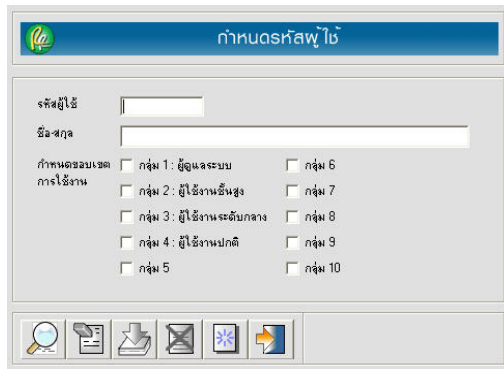 กำหนดรหัสผู้ใช้
รหัสผู้ใช้
ชื่อ-สกุล
กำหนดขอบเขต
การใช้งาน
กลุ่ม 1 : ผู้ดูแลระบบ
กลุ่ม 2 : ผู้ใช้งานชั้นสูง
กลุ่ม 3 : ผู้ใช้งานระดับกลาง
กลุ่ม 4 : ผู้ใช้งานปกติ
กลุ่ม 5
กลุ่ม 6
กลุ่ม 7
กลุ่ม 8
กลุ่ม 9
กลุ่ม 10